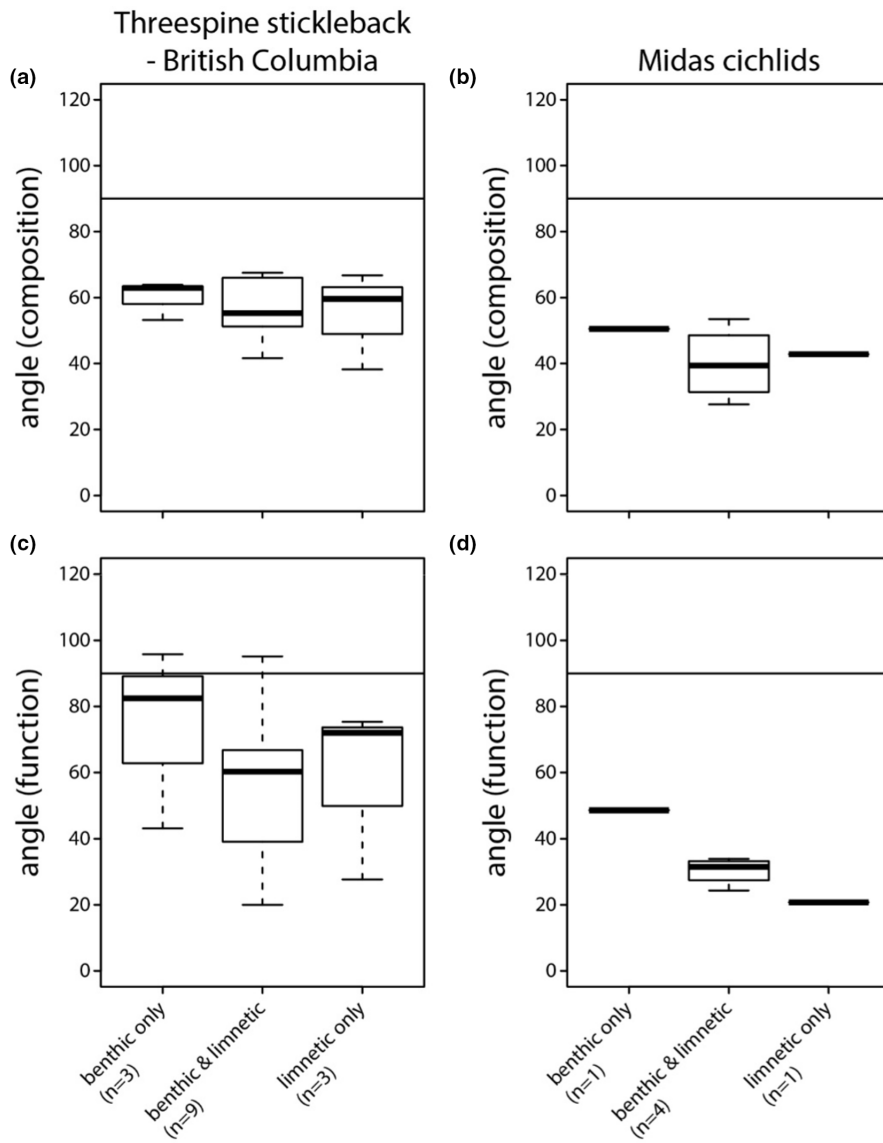 Threespine stickleback
- British Columbia
Midas cichlids
(a)
120
100
80
60
40
20
0
angle (composition)
(b)
120
100
80
60
40
20
0
angle (composition)
(c)
120
100
80
60
40
20
0
angle (function)
(d)
120
100
80
60
40
20
0
angle (function)
benthic only
(n=3)
benthic & limnetic
(n=9)
limnetic only
(n=3)
benthic only
(n=1)
benthic & limnetic
(n=4)
limnetic only
(n=1)